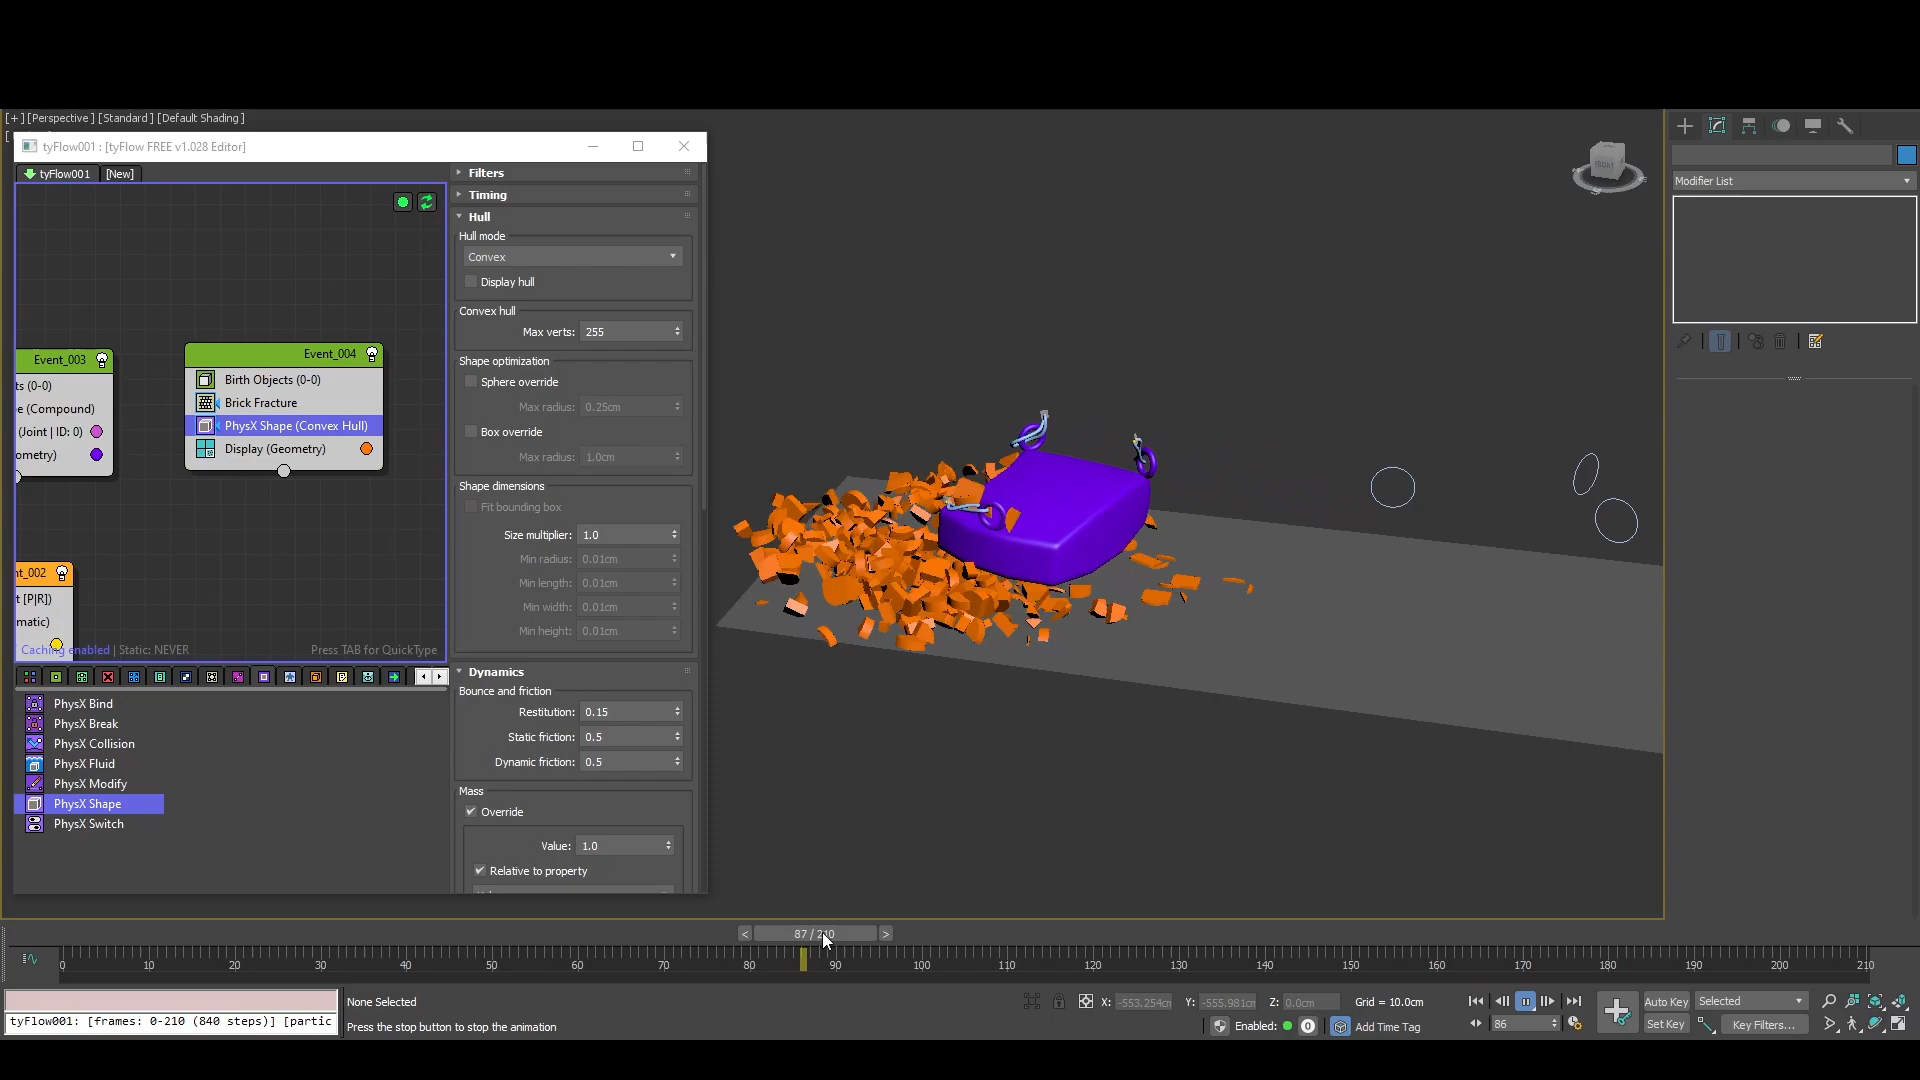 [+] [Perspective] [Standard] [Default Shading]
tyFlow001 : [tyFlow FREE v1.028 Editor]
tyFlow001 [New]
Event_003
ts (0-0)
e (Compound)
(Joint | ID: 0)
ometry)
Event_004
Birth Objects (0-0)
Brick Fracture
PhysX Shape (Convex Hull)
Display (Geometry)
nt_002
t [P|R])
matic)
Caching enabled | Static: NEVER
Press TAB for QuickType
PhysX Bind
PhysX Break
PhysX Collision
PhysX Fluid
PhysX Modify
PhysX Shape
PhysX Switch
Filters
Timing
Hull
Hull mode
Convex
Display hull
Convex hull
Max verts: 255
Shape optimization
Sphere override
Max radius: 0.25cm
Box override
Max radius: 1.0cm
Shape dimensions
Fit bounding box
Size multiplier: 1.0
Min radius: 0.01cm
Min length: 0.01cm
Min width: 0.01cm
Min height: 0.01cm
Dynamics
Bounce and friction
Restitution: 0.15
Static friction: 0.5
Dynamic friction: 0.5
Mass
Override
Value: 1.0
Relative to property
FRONT
Modifier List
< 87 / 210 >
0 10 20 30 40 50 60 70 80 90 100 110 120 130 140 150 160 170 180 190 200 210
tyFlow001: [frames: 0-210 (840 steps)] [partic
None Selected
Press the stop button to stop the animation
X: -553.254cm Y: -555.981cm Z: 0.0cm Grid = 10.0cm
Enabled: 0 Add Time Tag
86
Auto Key Selected
Set Key Key Filters...